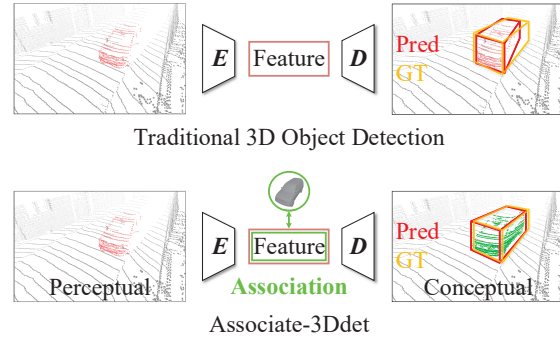 E Feature D Pred
GT
Traditional 3D Object Detection
E Feature D Pred
GT
Perceptual Association Conceptual
Associate-3Ddet